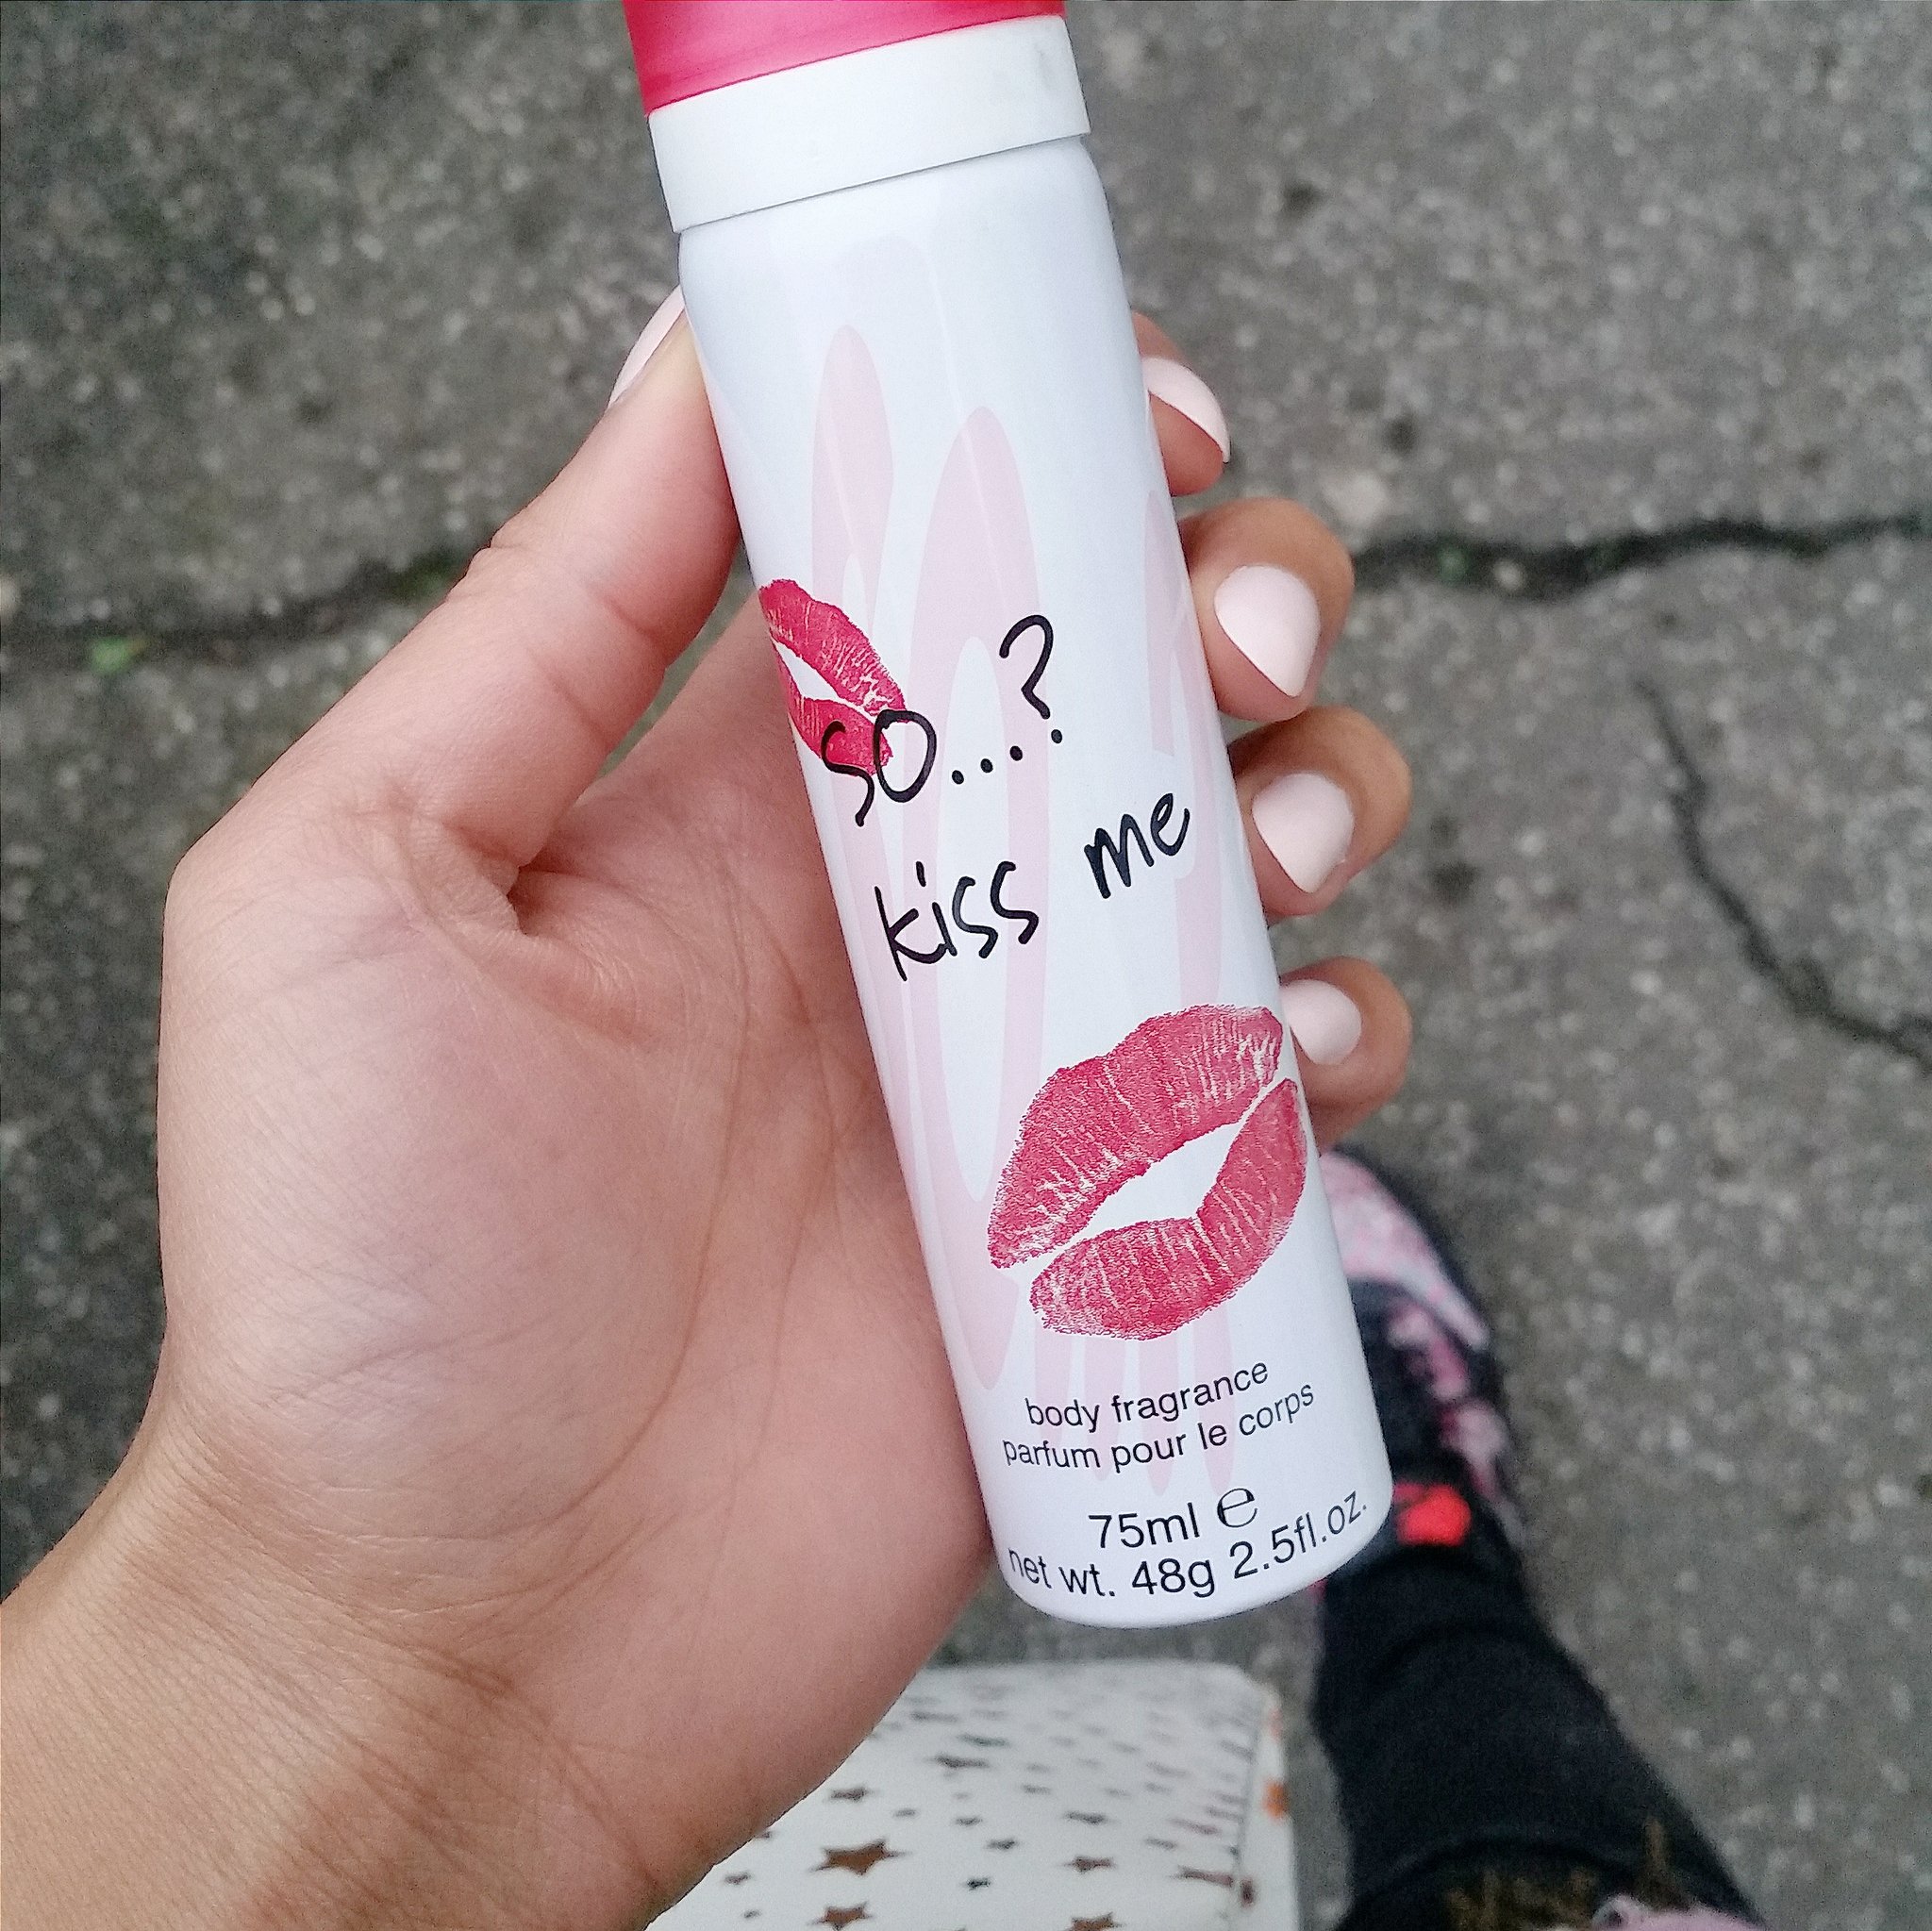 so...?
kiss me
body fragrance
parfum pour le corps
75ml ℮
net wt. 48g 2.5fl.oz.